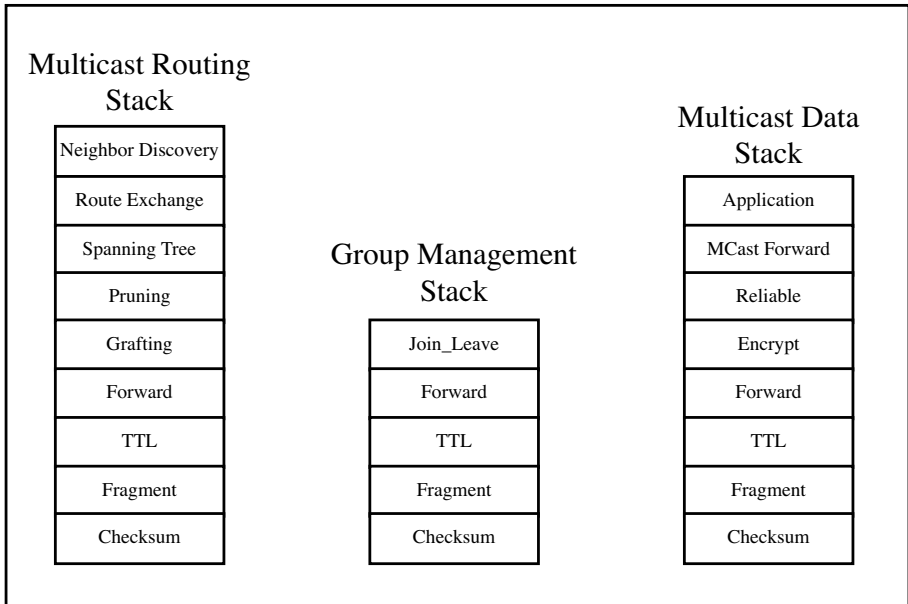 Multicast Routing
Stack
Neighbor Discovery
Route Exchange
Spanning Tree
Pruning
Grafting
Forward
TTL
Fragment
Checksum
Group Management
Stack
Join_Leave
Forward
TTL
Fragment
Checksum
Multicast Data
Stack
Application
MCast Forward
Reliable
Encrypt
Forward
TTL
Fragment
Checksum